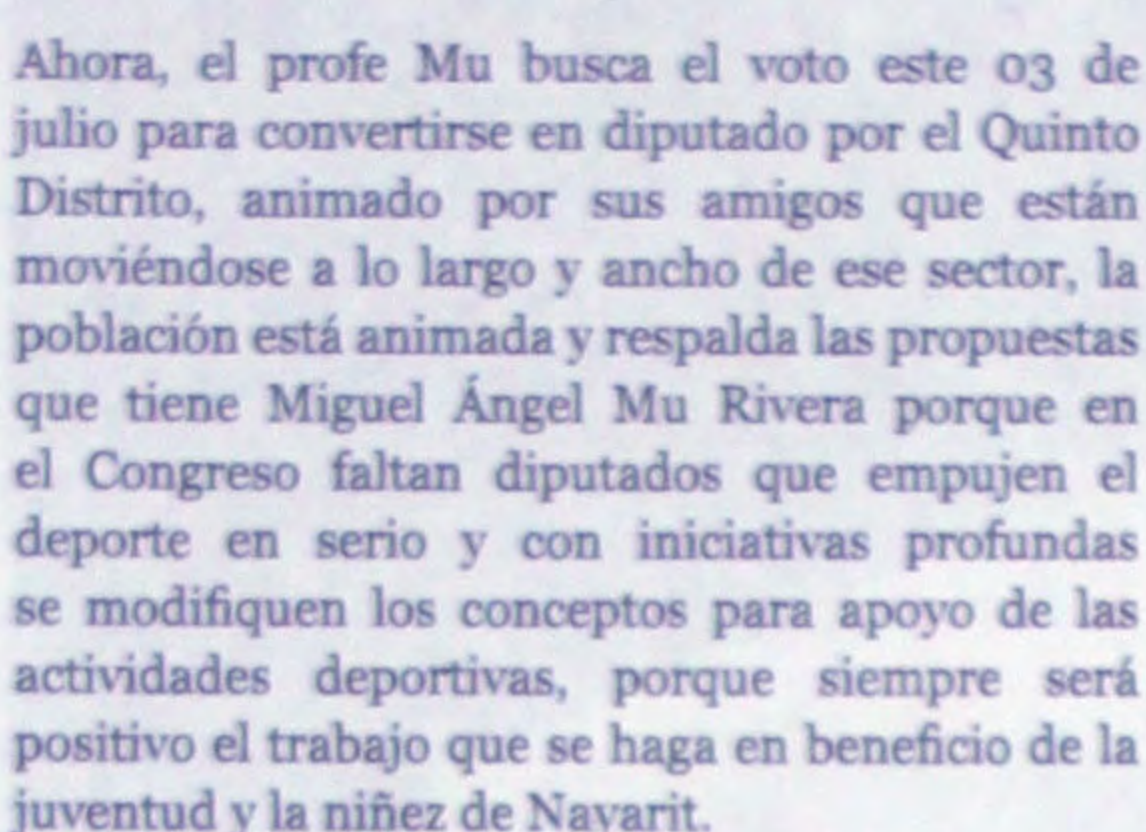 Ahora, el profe Mu busca el voto este 03 de
julio para convertirse en diputado por el Quinto
Distrito, animado por sus amigos que están
moviéndose a lo largo y ancho de ese sector, la
población está animada y respalda las propuestas
que tiene Miguel Ángel Mu Rivera porque en
el Congreso faltan diputados que empujen el
deporte en serio y con iniciativas profundas
se modifiquen los conceptos para apoyo de las
actividades deportivas, porque siempre será
positivo el trabajo que se haga en beneficio de la
juventud y la niñez de Nayarit.